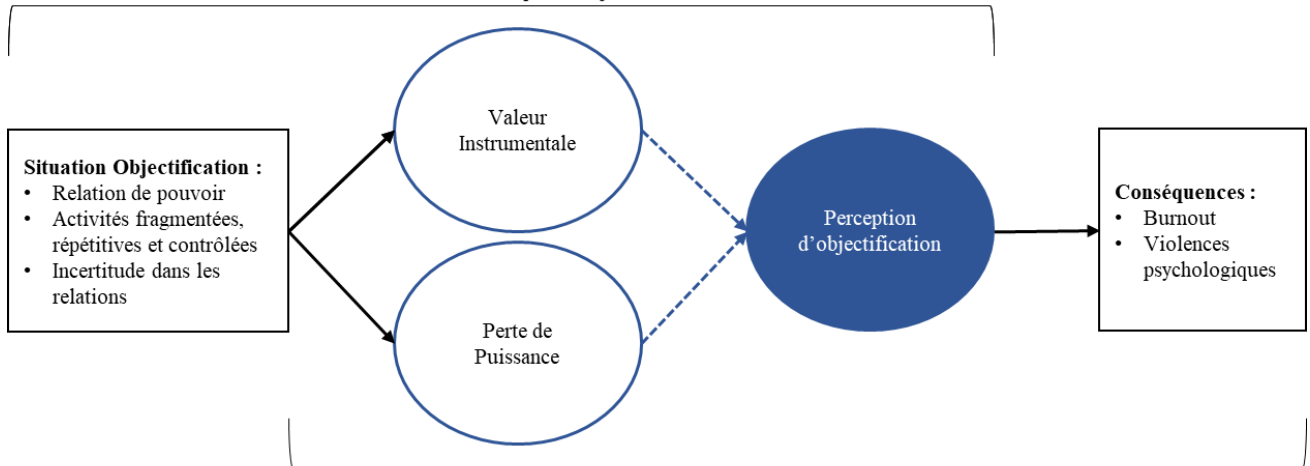 Situation Objectification :
• Relation de pouvoir
• Activités fragmentées,
répétitives et contrôlées
• Incertitude dans les
relations
Valeur
Instrumentale
Perte de
Puissance
Perception
d’objectification
Conséquences :
• Burnout
• Violences
psychologiques